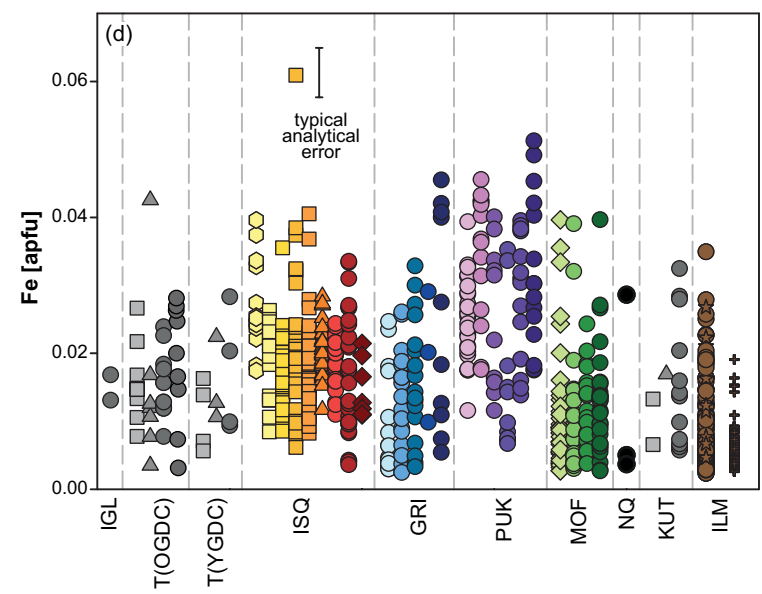 (d)
0.06
0.04
0.02
0.00
Fe [apfu]
typical
analytical
error
IGL
T(OGDC)
T(YGDC)
ISQ
GRI
PUK
MOF
NQ
KUT
ILM